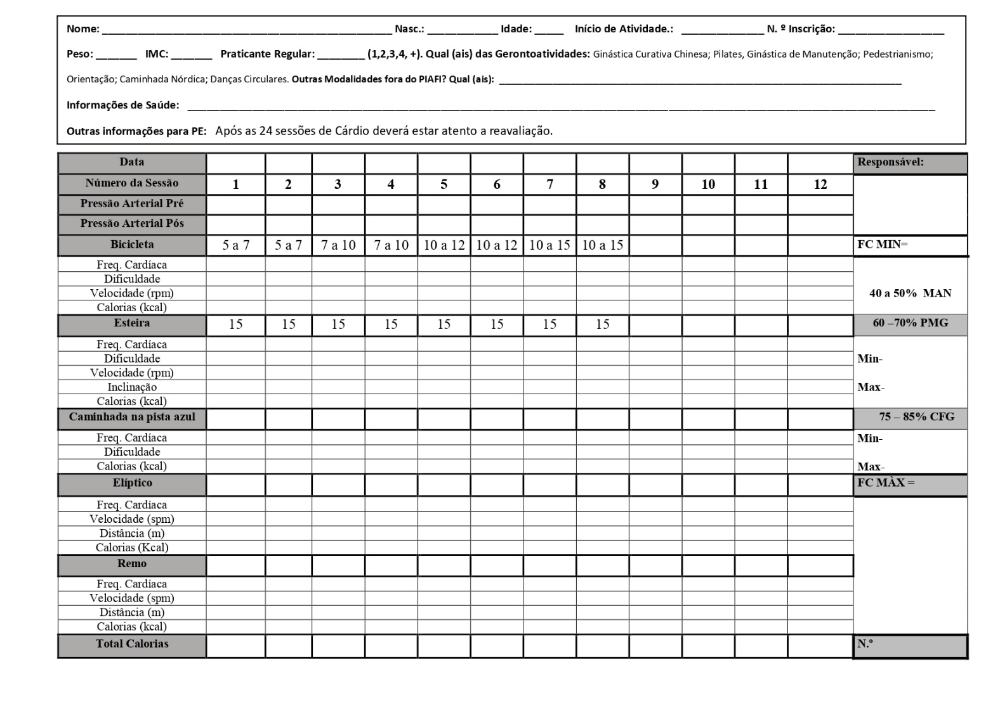 Nome: __________________________________________________ Nasc.: ____________ Idade: _____ Início de Atividade.: ______________ N. º Inscrição: __________________
Peso: _______ IMC: _______ Praticante Regular: ________ (1,2,3,4, +). Qual (ais) das Gerontoatividades: Ginástica Curativa Chinesa; Pilates, Ginástica de Manutenção; Pedestrianismo;
Orientação; Caminhada Nórdica; Danças Circulares. Outras Modalidades fora do PIAFI? Qual (ais): ____________________________________________________________________
Informações de Saúde: ____________________________________________________________________
Outras informações para PE: Após as 24 sessões de Cárdio deverá estar atento a reavaliação.
Data Responsável:
Número da Sessão 1 2 3 4 5 6 7 8 9 10 11 12
Pressão Arterial Pré
Pressão Arterial Pós
Bicicleta 5 a 7 5 a 7 7 a 10 7 a 10 10 a 12 10 a 12 10 a 15 10 a 15 FC MIN=
Freq. Cardíaca
Dificuldade
Velocidade (rpm) 40 a 50% MAN
Calorias (kcal)
Esteira 15 15 15 15 15 15 15 15 60 –70% PMG
Freq. Cardíaca
Dificuldade Min-
Velocidade (rpm)
Inclinação Max-
Calorias (kcal)
Caminhada na pista azul 75 – 85% CFG
Freq. Cardíaca Min-
Dificuldade
Calorias (kcal) Max-
Elíptico FC MÀX =
Freq. Cardíaca
Velocidade (spm)
Distância (m)
Calorias (Kcal)
Remo
Freq. Cardíaca
Velocidade (spm)
Distância (m)
Calorias (kcal)
Total Calorias N.º